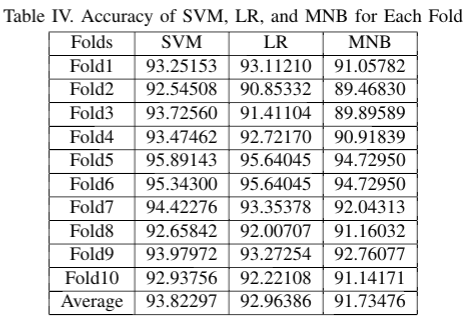 Table IV. Accuracy of SVM, LR, and MNB for Each Fold
Folds SVM LR MNB
Fold1 93.25153 93.11210 91.05782
Fold2 92.54508 90.85332 89.46830
Fold3 93.72560 91.41104 89.89589
Fold4 93.47462 92.72170 90.91839
Fold5 95.89143 95.64045 94.72950
Fold6 95.34300 95.64045 94.72950
Fold7 94.42276 93.35378 92.04313
Fold8 92.65842 92.00707 91.16032
Fold9 93.97972 93.27254 92.76077
Fold10 92.93756 92.22108 91.14171
Average 93.82297 92.96386 91.73476